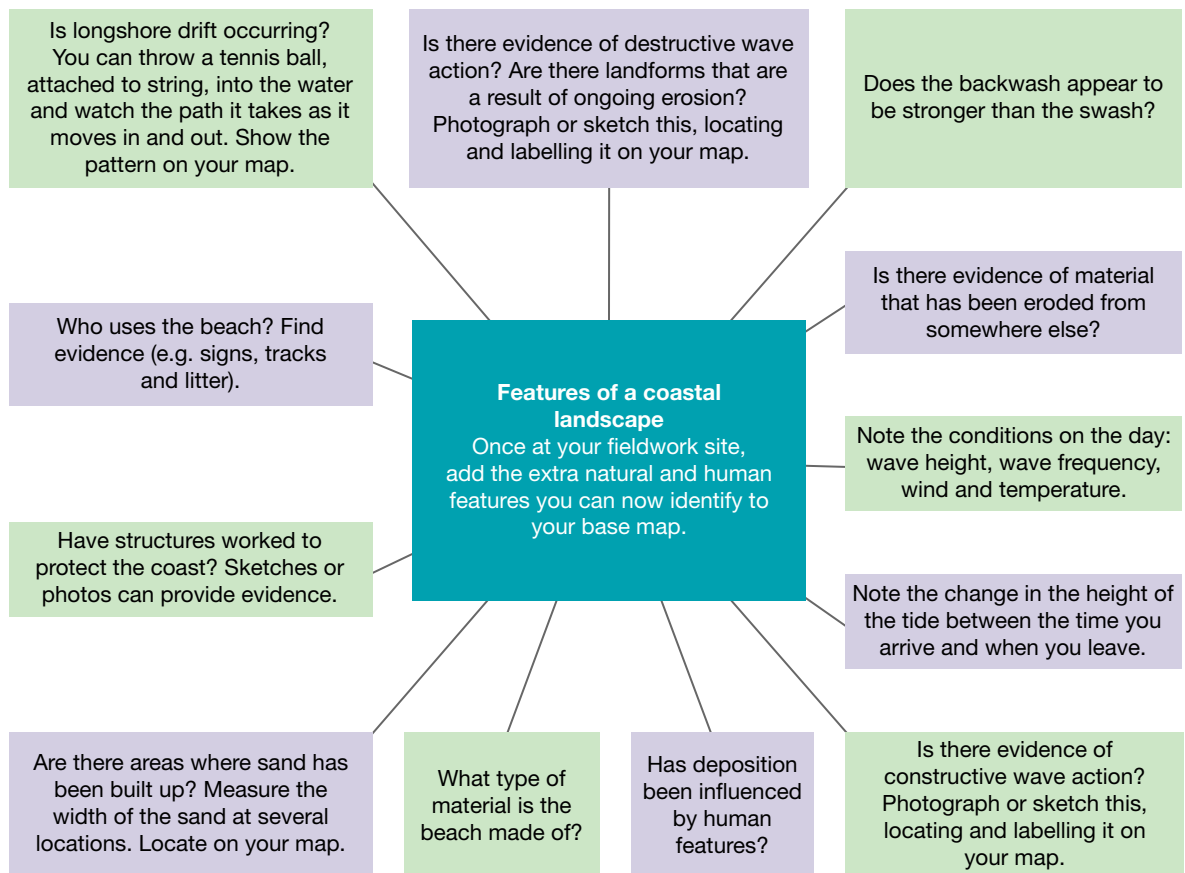 Is longshore drift occurring?
You can throw a tennis ball,
attached to string, into the water
and watch the path it takes as it
moves in and out. Show the
pattern on your map.
Is there evidence of destructive wave
action? Are there landforms that are
a result of ongoing erosion?
Photograph or sketch this, locating
and labelling it on your map.
Does the backwash appear to
be stronger than the swash?
Is there evidence of material
that has been eroded from
somewhere else?
Who uses the beach? Find
evidence (e.g. signs, tracks
and litter).
Features of a coastal
landscape
Once at your fieldwork site,
add the extra natural and human
features you can now identify to
your base map.
Note the conditions on the day:
wave height, wave frequency,
wind and temperature.
Have structures worked to
protect the coast? Sketches or
photos can provide evidence.
Note the change in the height of
the tide between the time you
arrive and when you leave.
Are there areas where sand has
been built up? Measure the
width of the sand at several
locations. Locate on your map.
What type of
material is the
beach made of?
Has deposition
been influenced
by human
features?
Is there evidence of
constructive wave action?
Photograph or sketch this,
locating and labelling it on
your map.